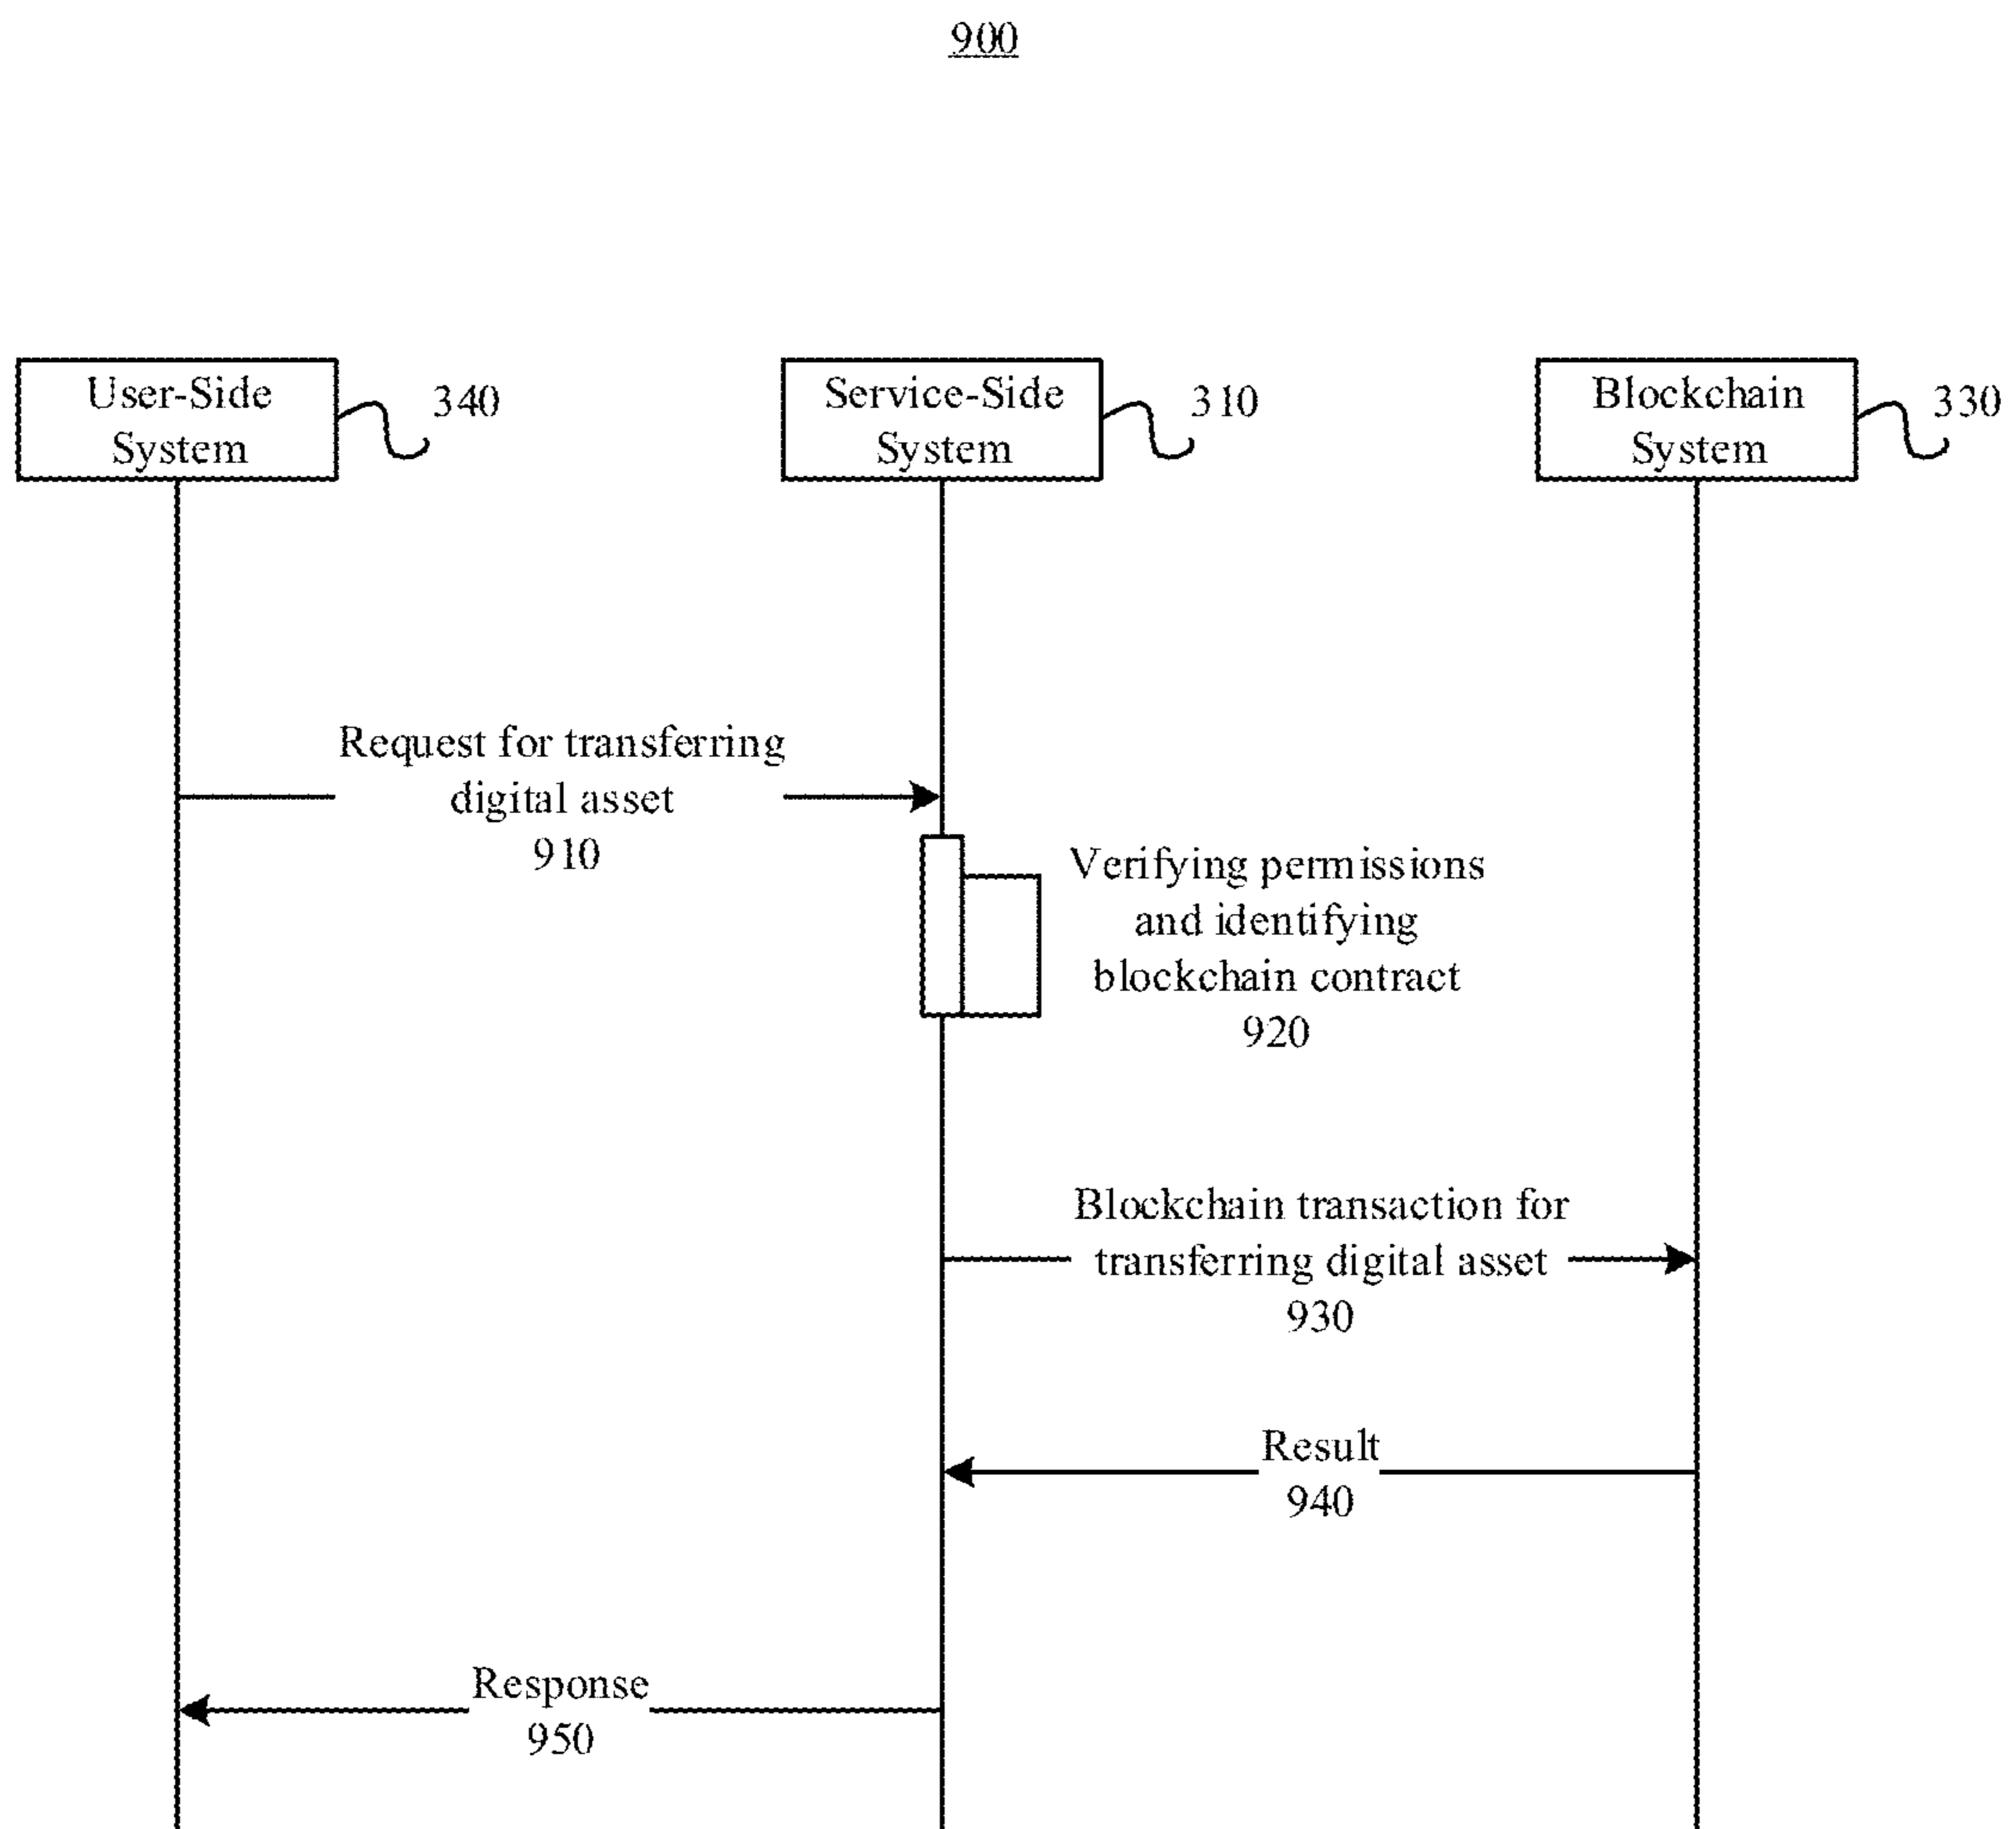 900
User-Side
System
340
Service-Side
System
310
Blockchain
System
330
Request for transferring
digital asset
910
Verifying permissions
and identifying
blockchain contract
920
Blockchain transaction for
transferring digital asset
930
Result
940
Response
950